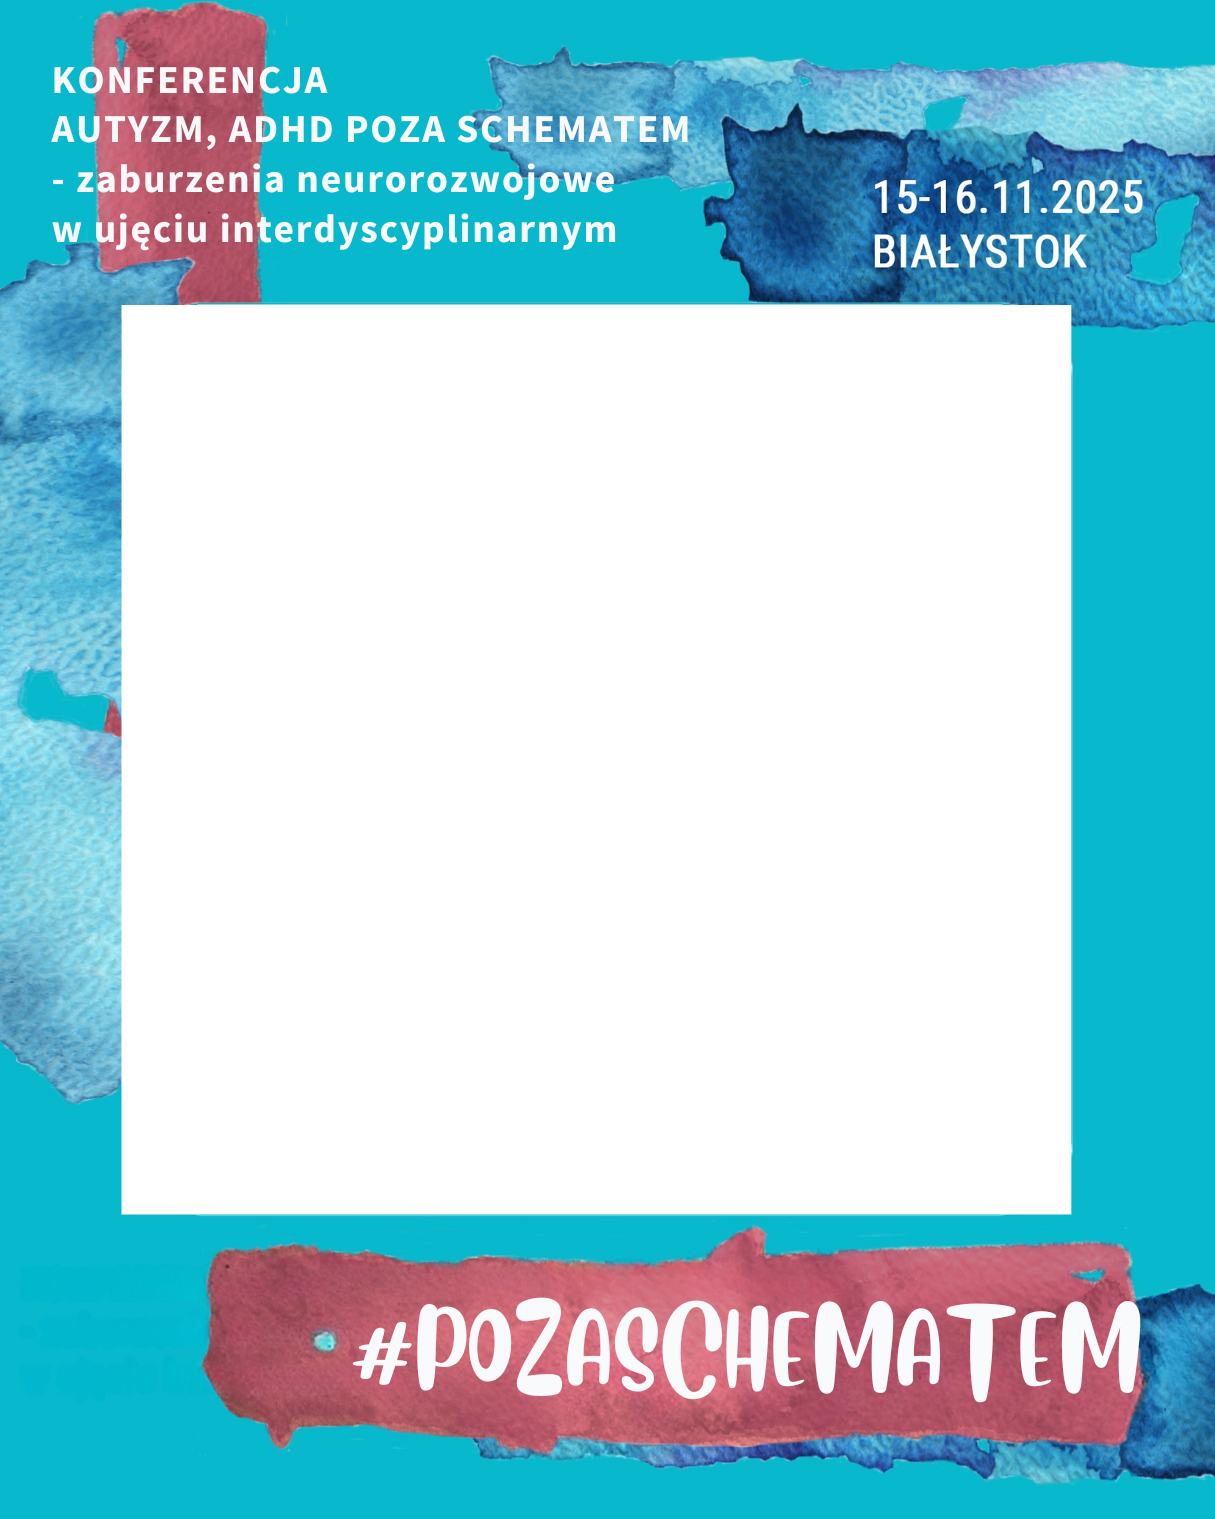 KONFERENCJA
AUTYZM, ADHD POZA SCHEMATEM
- zaburzenia neurorozwojowe
w ujęciu interdyscyplinarnym
15-16.11.2025
BIAŁYSTOK
#POZASCHEMATEM